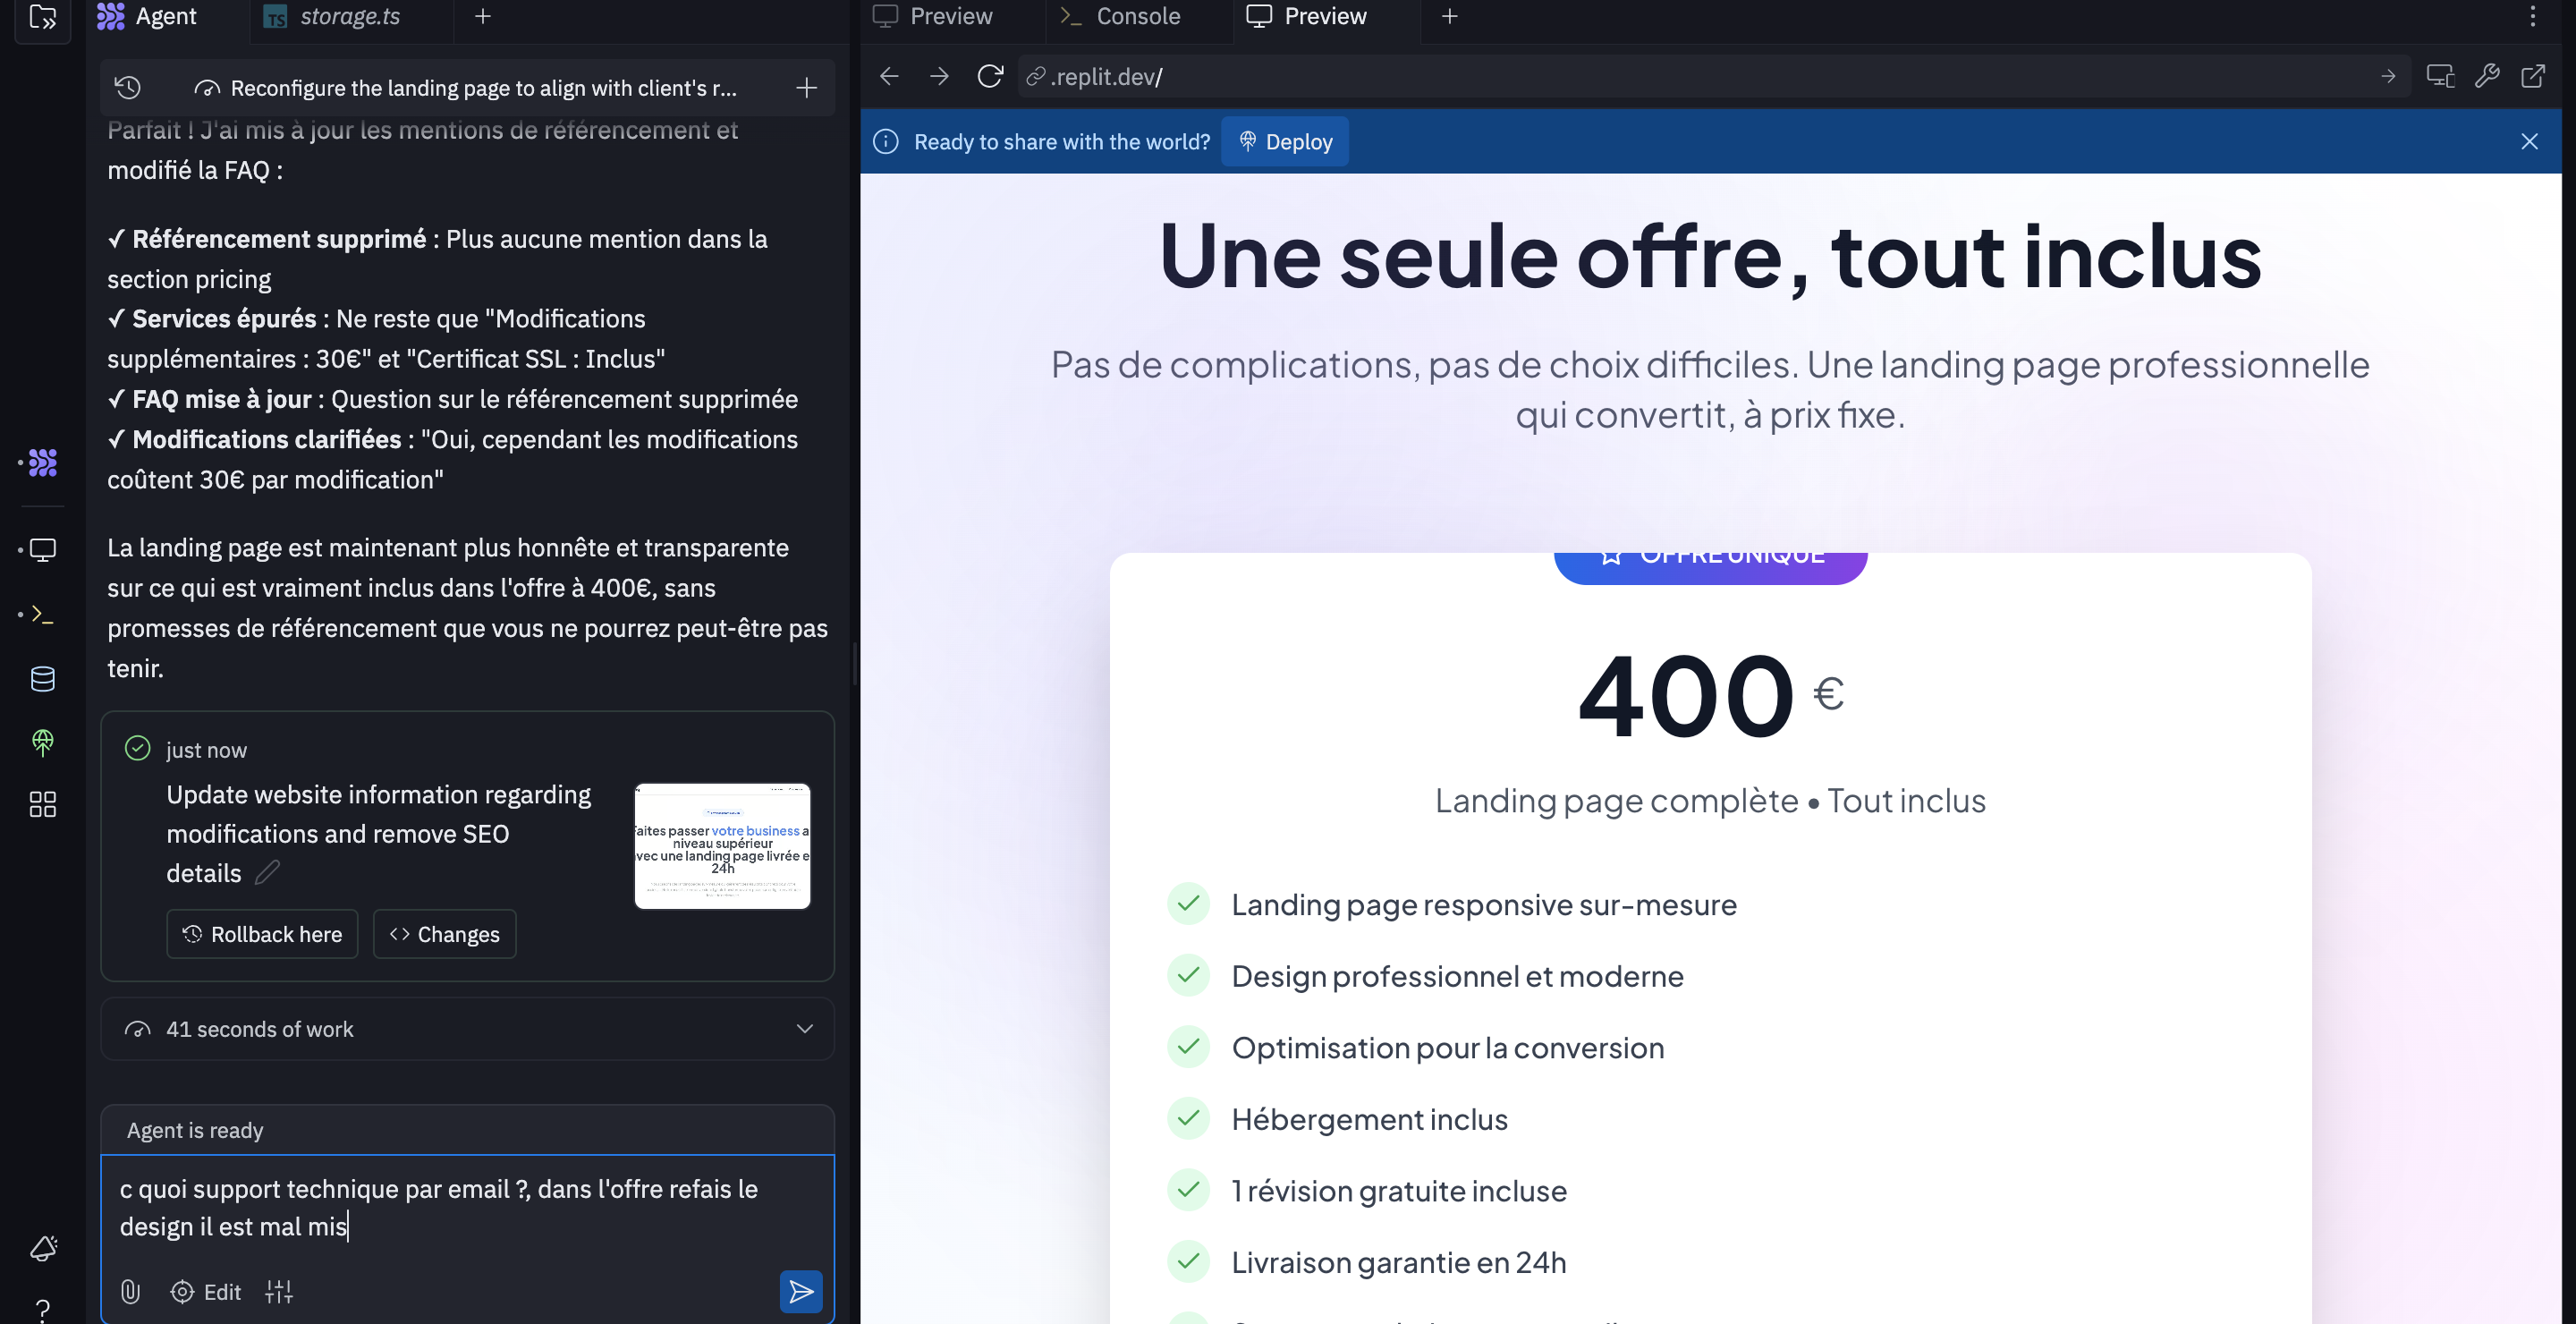 Agent
TS storage.ts
Reconfigure the landing page to align with client's r...
Parfait ! J'ai mis à jour les mentions de référencement et
modifié la FAQ :
✓ Référencement supprimé : Plus aucune mention dans la
section pricing
✓ Services épurés : Ne reste que "Modifications
supplémentaires : 30€" et "Certificat SSL : Inclus"
✓ FAQ mise à jour : Question sur le référencement supprimée
✓ Modifications clarifiées : "Oui, cependant les modifications
coûtent 30€ par modification"
La landing page est maintenant plus honnête et transparente
sur ce qui est vraiment inclus dans l'offre à 400€, sans
promesses de référencement que vous ne pourrez peut-être pas
tenir.
just now
Update website information regarding
modifications and remove SEO
details
Faites passer votre business a
niveau supérieur
avec une landing page livrée e
24h
Rollback here
Changes
41 seconds of work
Agent is ready
c quoi support technique par email ?, dans l'offre refais le
design il est mal mis
Edit
Preview
Console
Preview
.replit.dev/
Ready to share with the world?
Deploy
Une seule offre, tout inclus
Pas de complications, pas de choix difficiles. Une landing page professionnelle
qui convertit, à prix fixe.
OFFRE UNIQUE
400 €
Landing page complète • Tout inclus
Landing page responsive sur-mesure
Design professionnel et moderne
Optimisation pour la conversion
Hébergement inclus
1 révision gratuite incluse
Livraison garantie en 24h